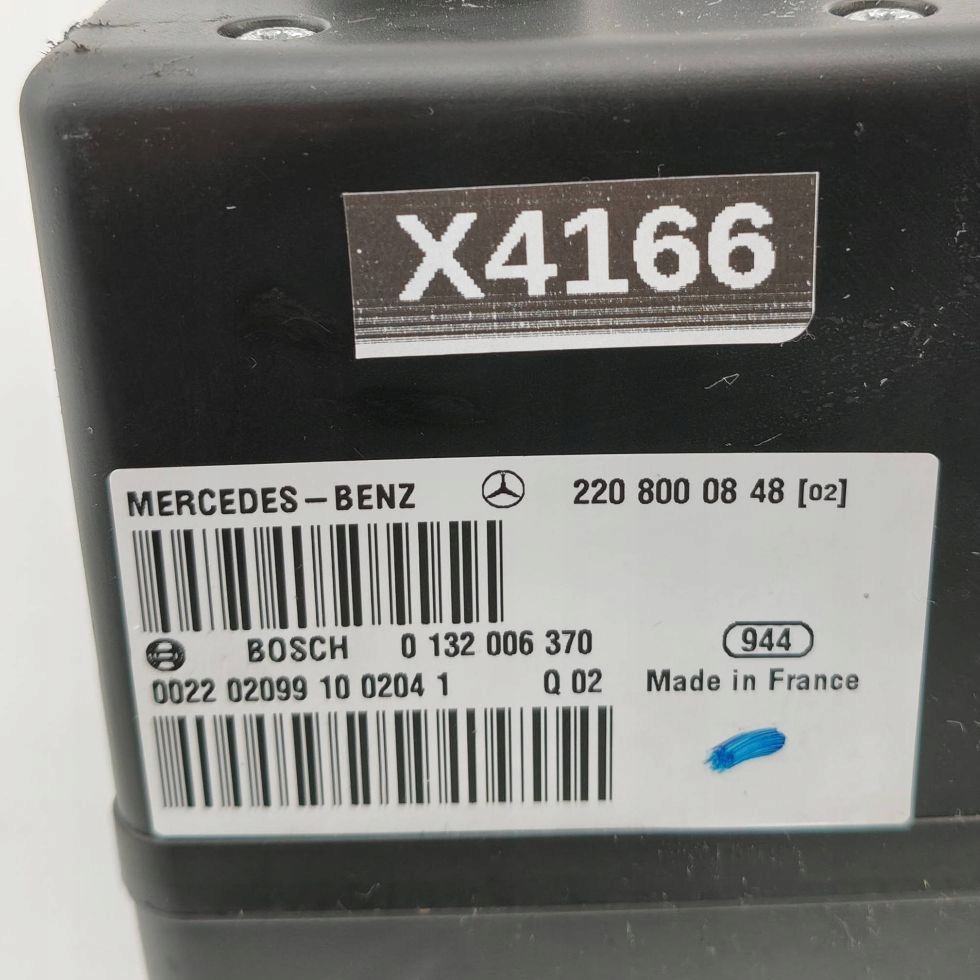 X4166
MERCEDES-BENZ 220 800 08 48 [02]
BOSCH 0 132 006 370 944
0022 02099 10 0204 1 Q 02 Made in France